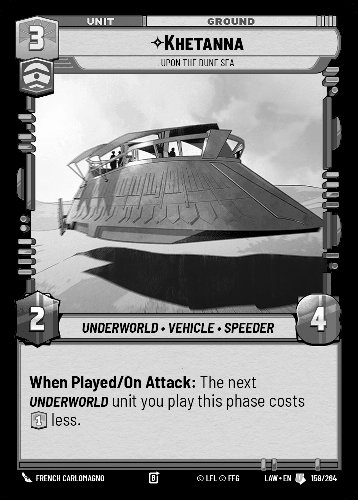 UNIT
GROUND
3
✧KHETANNA
UPON THE DUNE SEA
2
UNDERWORLD • VEHICLE • SPEEDER
4
When Played/On Attack: The next
UNDERWORLD unit you play this phase costs
1 less.
FRENCH CARLOMAGNO
© LFL © FFG
LAW • EN
158/264